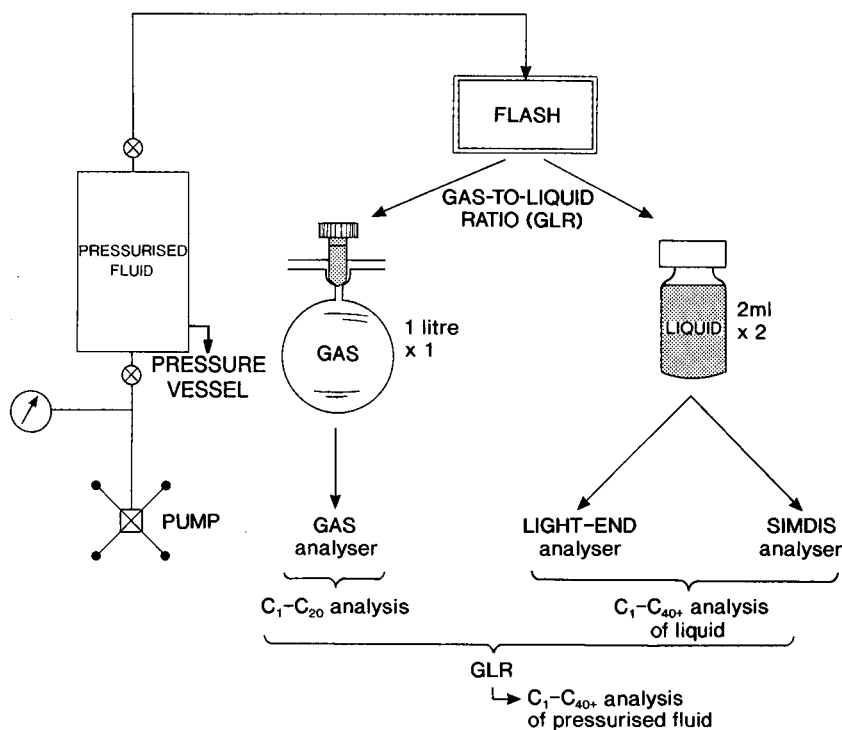 FLASH
GAS-TO-LIQUID
RATIO (GLR)
PRESSURISED
FLUID
PRESSURE
VESSEL
PUMP
GAS
1 litre
x 1
LIQUID
2ml
x 2
GAS
analyser
LIGHT-END
analyser
SIMDIS
analyser
C₁-C₂₀ analysis
C₁-C₄₀₊ analysis
of liquid
GLR
C₁-C₄₀₊ analysis
of pressurised fluid